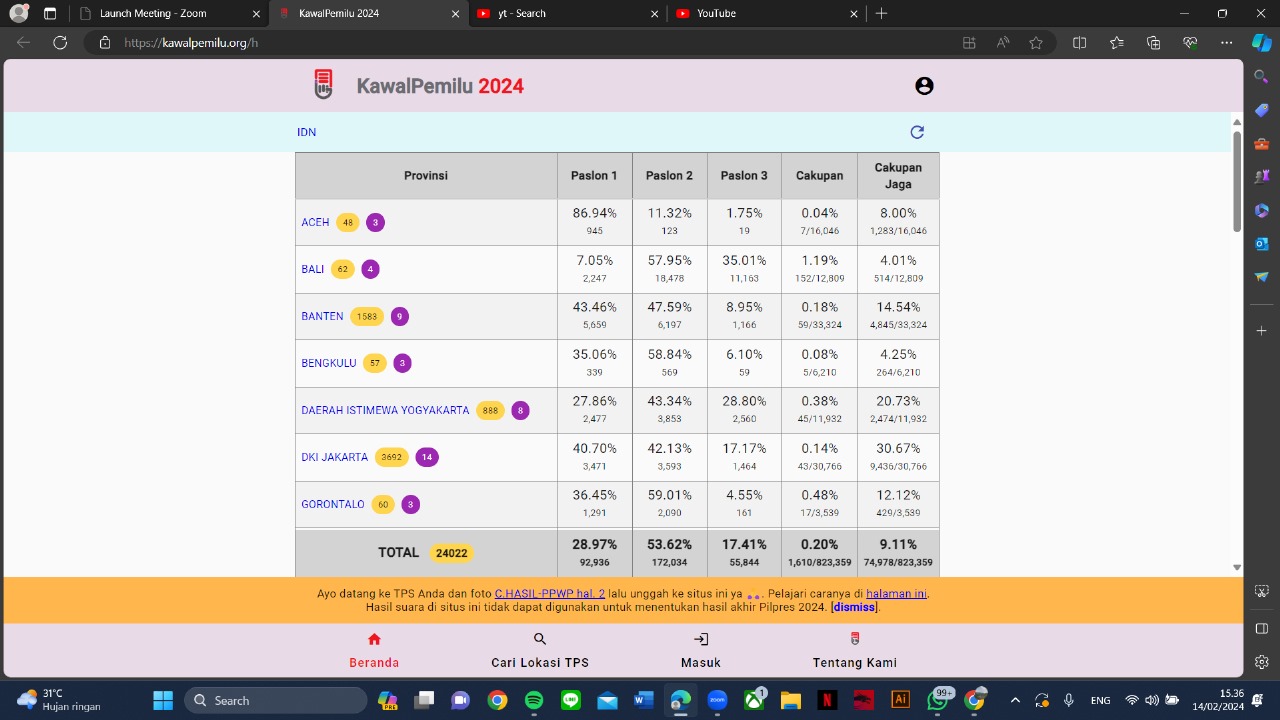 Launch Meeting - Zoom
KawalPemilu 2024
yt - Search
YouTube
https://kawalpemilu.org/h
KawalPemilu 2024
IDN
Provinsi Paslon 1 Paslon 2 Paslon 3 Cakupan Cakupan Jaga
ACEH 48 3 86.94% 11.32% 1.75% 0.04% 8.00%
945 123 19 7/16,046 1,283/16,046
BALI 62 4 7.05% 57.95% 35.01% 1.19% 4.01%
2,247 18,478 11,163 152/12,809 514/12,809
BANTEN 1583 9 43.46% 47.59% 8.95% 0.18% 14.54%
5,659 6,197 1,166 59/33,324 4,845/33,324
BENGKULU 57 3 35.06% 58.84% 6.10% 0.08% 4.25%
339 569 59 5/6,210 264/6,210
DAERAH ISTIMEWA YOGYAKARTA 888 8 27.86% 43.34% 28.80% 0.38% 20.73%
2,477 3,853 2,560 45/11,932 2,474/11,932
DKI JAKARTA 3692 14 40.70% 42.13% 17.17% 0.14% 30.67%
3,471 3,593 1,464 43/30,766 9,436/30,766
GORONTALO 60 3 36.45% 59.01% 4.55% 0.48% 12.12%
1,291 2,090 161 17/3,539 429/3,539
TOTAL 24022 28.97% 53.62% 17.41% 0.20% 9.11%
92,936 172,034 55,844 1,610/823,359 74,978/823,359
Ayo datang ke TPS Anda dan foto C.HASIL-PPWP hal. 2 lalu unggah ke situs ini ya. Pelajari caranya di halaman ini.
Hasil suara di situs ini tidak dapat digunakan untuk menentukan hasil akhir Pilpres 2024. [dismiss].
Beranda
Cari Lokasi TPS
Masuk
Tentang Kami
31°C
Hujan ringan
Search
PRE
zoom
1
N
Ai
99+
ENG
15.36
14/02/2024